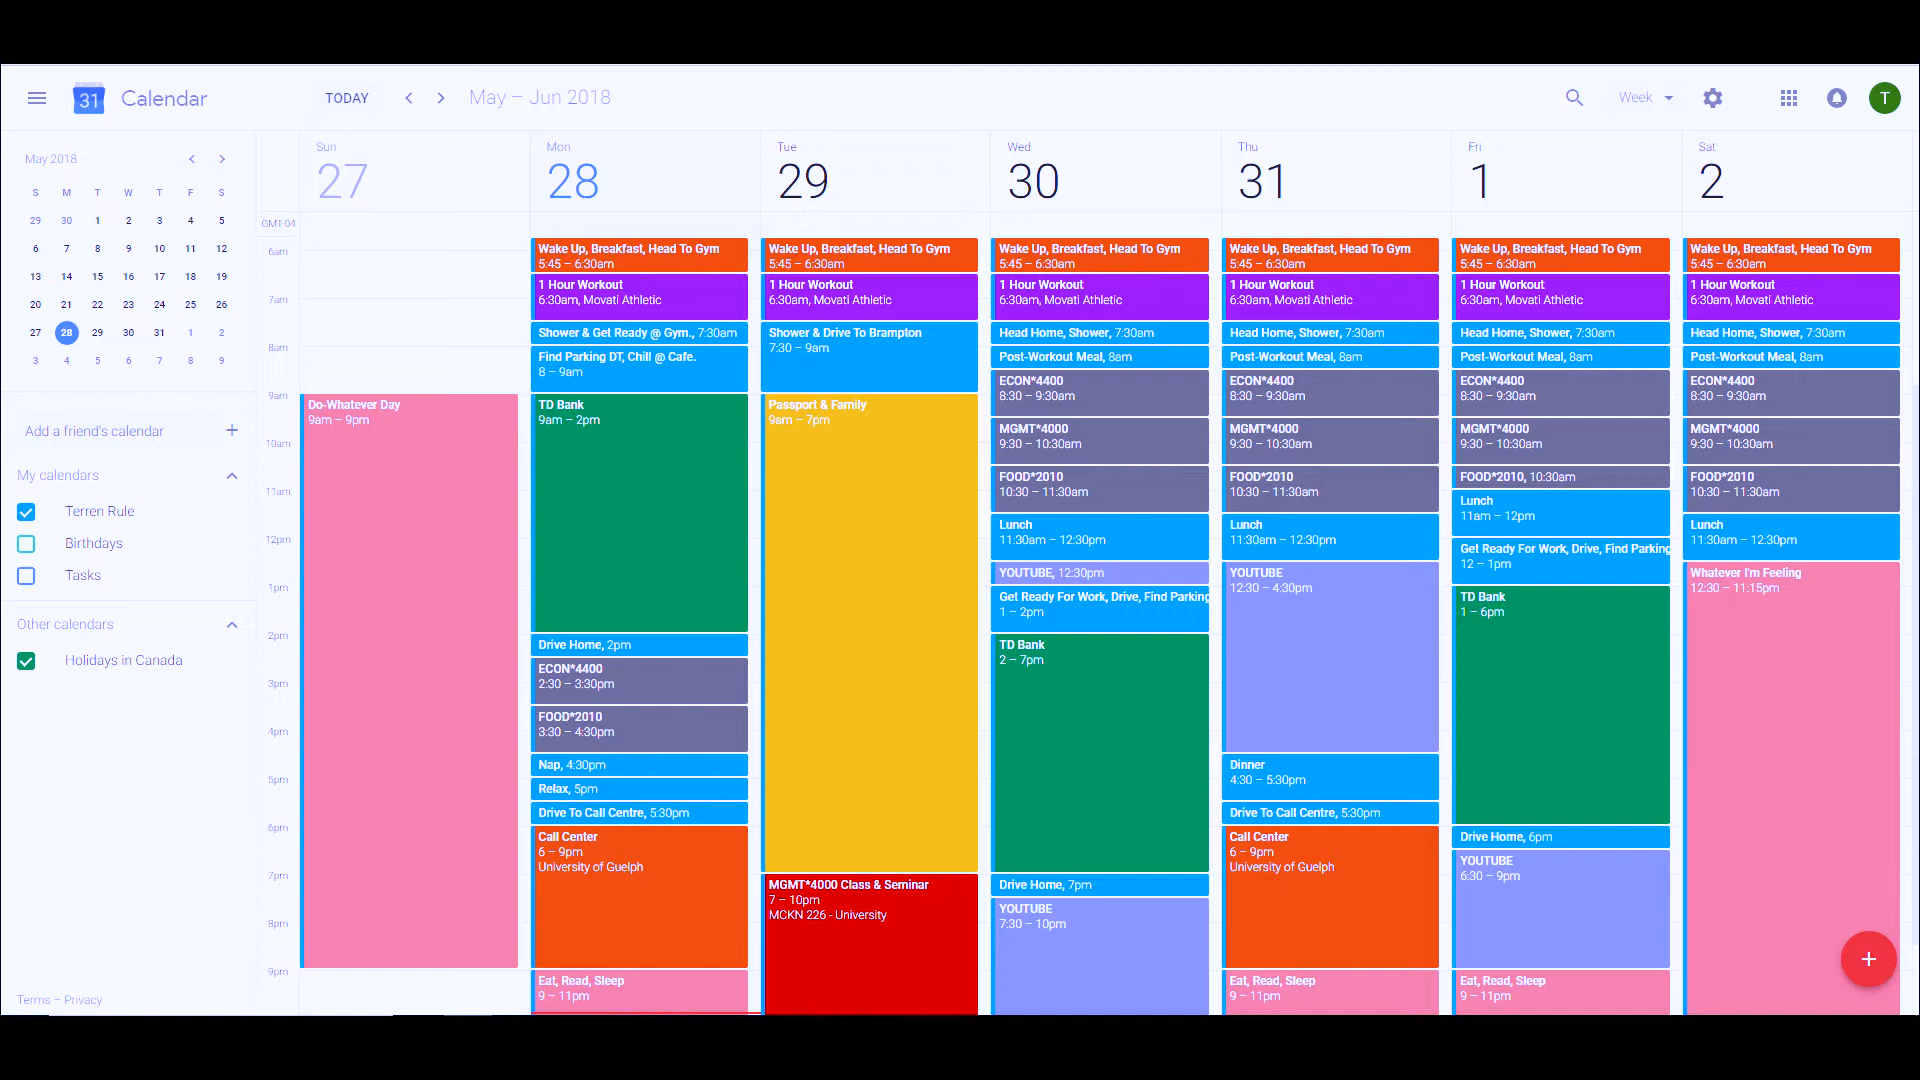 31 Calendar
TODAY
May – Jun 2018
Week
T
May 2018
S M T W T F S
29 30 1 2 3 4 5
6 7 8 9 10 11 12
13 14 15 16 17 18 19
20 21 22 23 24 25 26
27 28 29 30 31 1 2
3 4 5 6 7 8 9
Add a friend's calendar +
My calendars
Terren Rule
Birthdays
Tasks
Other calendars
Holidays in Canada
Terms – Privacy
GMT-04
6am
7am
8am
9am
10am
11am
12pm
1pm
2pm
3pm
4pm
5pm
6pm
7pm
8pm
9pm
Sun
27
Do-Whatever Day
9am – 9pm
Mon
28
Wake Up, Breakfast, Head To Gym
5:45 – 6:30am
1 Hour Workout
6:30am, Movati Athletic
Shower & Get Ready @ Gym., 7:30am
Find Parking DT, Chill @ Cafe.
8 – 9am
TD Bank
9am – 2pm
Drive Home, 2pm
ECON*4400
2:30 – 3:30pm
FOOD*2010
3:30 – 4:30pm
Nap, 4:30pm
Relax, 5pm
Drive To Call Centre, 5:30pm
Call Center
6 – 9pm
University of Guelph
Eat, Read, Sleep
9 – 11pm
Tue
29
Wake Up, Breakfast, Head To Gym
5:45 – 6:30am
1 Hour Workout
6:30am, Movati Athletic
Shower & Drive To Brampton
7:30 – 9am
Passport & Family
9am – 7pm
MGMT*4000 Class & Seminar
7 – 10pm
MCKN 226 - University
Wed
30
Wake Up, Breakfast, Head To Gym
5:45 – 6:30am
1 Hour Workout
6:30am, Movati Athletic
Head Home, Shower, 7:30am
Post-Workout Meal, 8am
ECON*4400
8:30 – 9:30am
MGMT*4000
9:30 – 10:30am
FOOD*2010
10:30 – 11:30am
Lunch
11:30am – 12:30pm
YOUTUBE, 12:30pm
Get Ready For Work, Drive, Find Parking
1 – 2pm
TD Bank
2 – 7pm
Drive Home, 7pm
YOUTUBE
7:30 – 10pm
Thu
31
Wake Up, Breakfast, Head To Gym
5:45 – 6:30am
1 Hour Workout
6:30am, Movati Athletic
Head Home, Shower, 7:30am
Post-Workout Meal, 8am
ECON*4400
8:30 – 9:30am
MGMT*4000
9:30 – 10:30am
FOOD*2010
10:30 – 11:30am
Lunch
11:30am – 12:30pm
YOUTUBE
12:30 – 4:30pm
Dinner
4:30 – 5:30pm
Drive To Call Centre, 5:30pm
Call Center
6 – 9pm
University of Guelph
Eat, Read, Sleep
9 – 11pm
Fri
1
Wake Up, Breakfast, Head To Gym
5:45 – 6:30am
1 Hour Workout
6:30am, Movati Athletic
Head Home, Shower, 7:30am
Post-Workout Meal, 8am
ECON*4400
8:30 – 9:30am
MGMT*4000
9:30 – 10:30am
FOOD*2010, 10:30am
Lunch
11am – 12pm
Get Ready For Work, Drive, Find Parking
12 – 1pm
TD Bank
1 – 6pm
Drive Home, 6pm
YOUTUBE
6:30 – 9pm
Eat, Read, Sleep
9 – 11pm
Sat
2
Wake Up, Breakfast, Head To Gym
5:45 – 6:30am
1 Hour Workout
6:30am, Movati Athletic
Head Home, Shower, 7:30am
Post-Workout Meal, 8am
ECON*4400
8:30 – 9:30am
MGMT*4000
9:30 – 10:30am
FOOD*2010
10:30 – 11:30am
Lunch
11:30am – 12:30pm
Whatever I'm Feeling
12:30 – 11:15pm
+